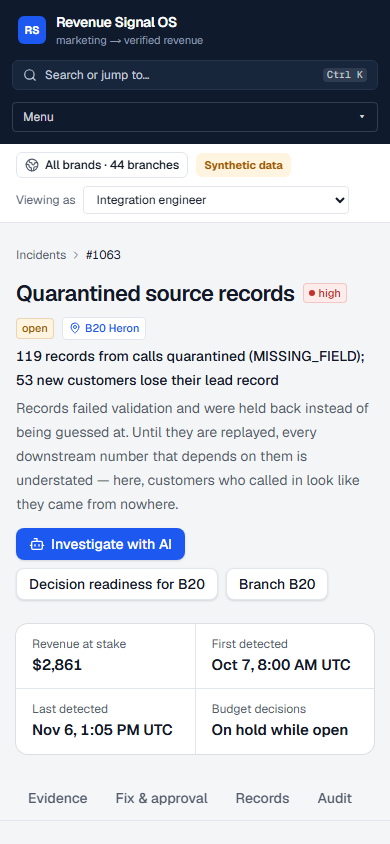 RS
Revenue Signal OS
marketing → verified revenue
Search or jump to...
Ctrl K
Menu
All brands · 44 branches
Synthetic data
Viewing as
Integration engineer
Incidents > #1063
Quarantined source records
high
open
B20 Heron
119 records from calls quarantined (MISSING_FIELD);
53 new customers lose their lead record
Records failed validation and were held back instead of
being guessed at. Until they are replayed, every
downstream number that depends on them is
understated — here, customers who called in look like
they came from nowhere.
Investigate with AI
Decision readiness for B20
Branch B20
Revenue at stake
$2,861
First detected
Oct 7, 8:00 AM UTC
Last detected
Nov 6, 1:05 PM UTC
Budget decisions
On hold while open
Evidence
Fix & approval
Records
Audit